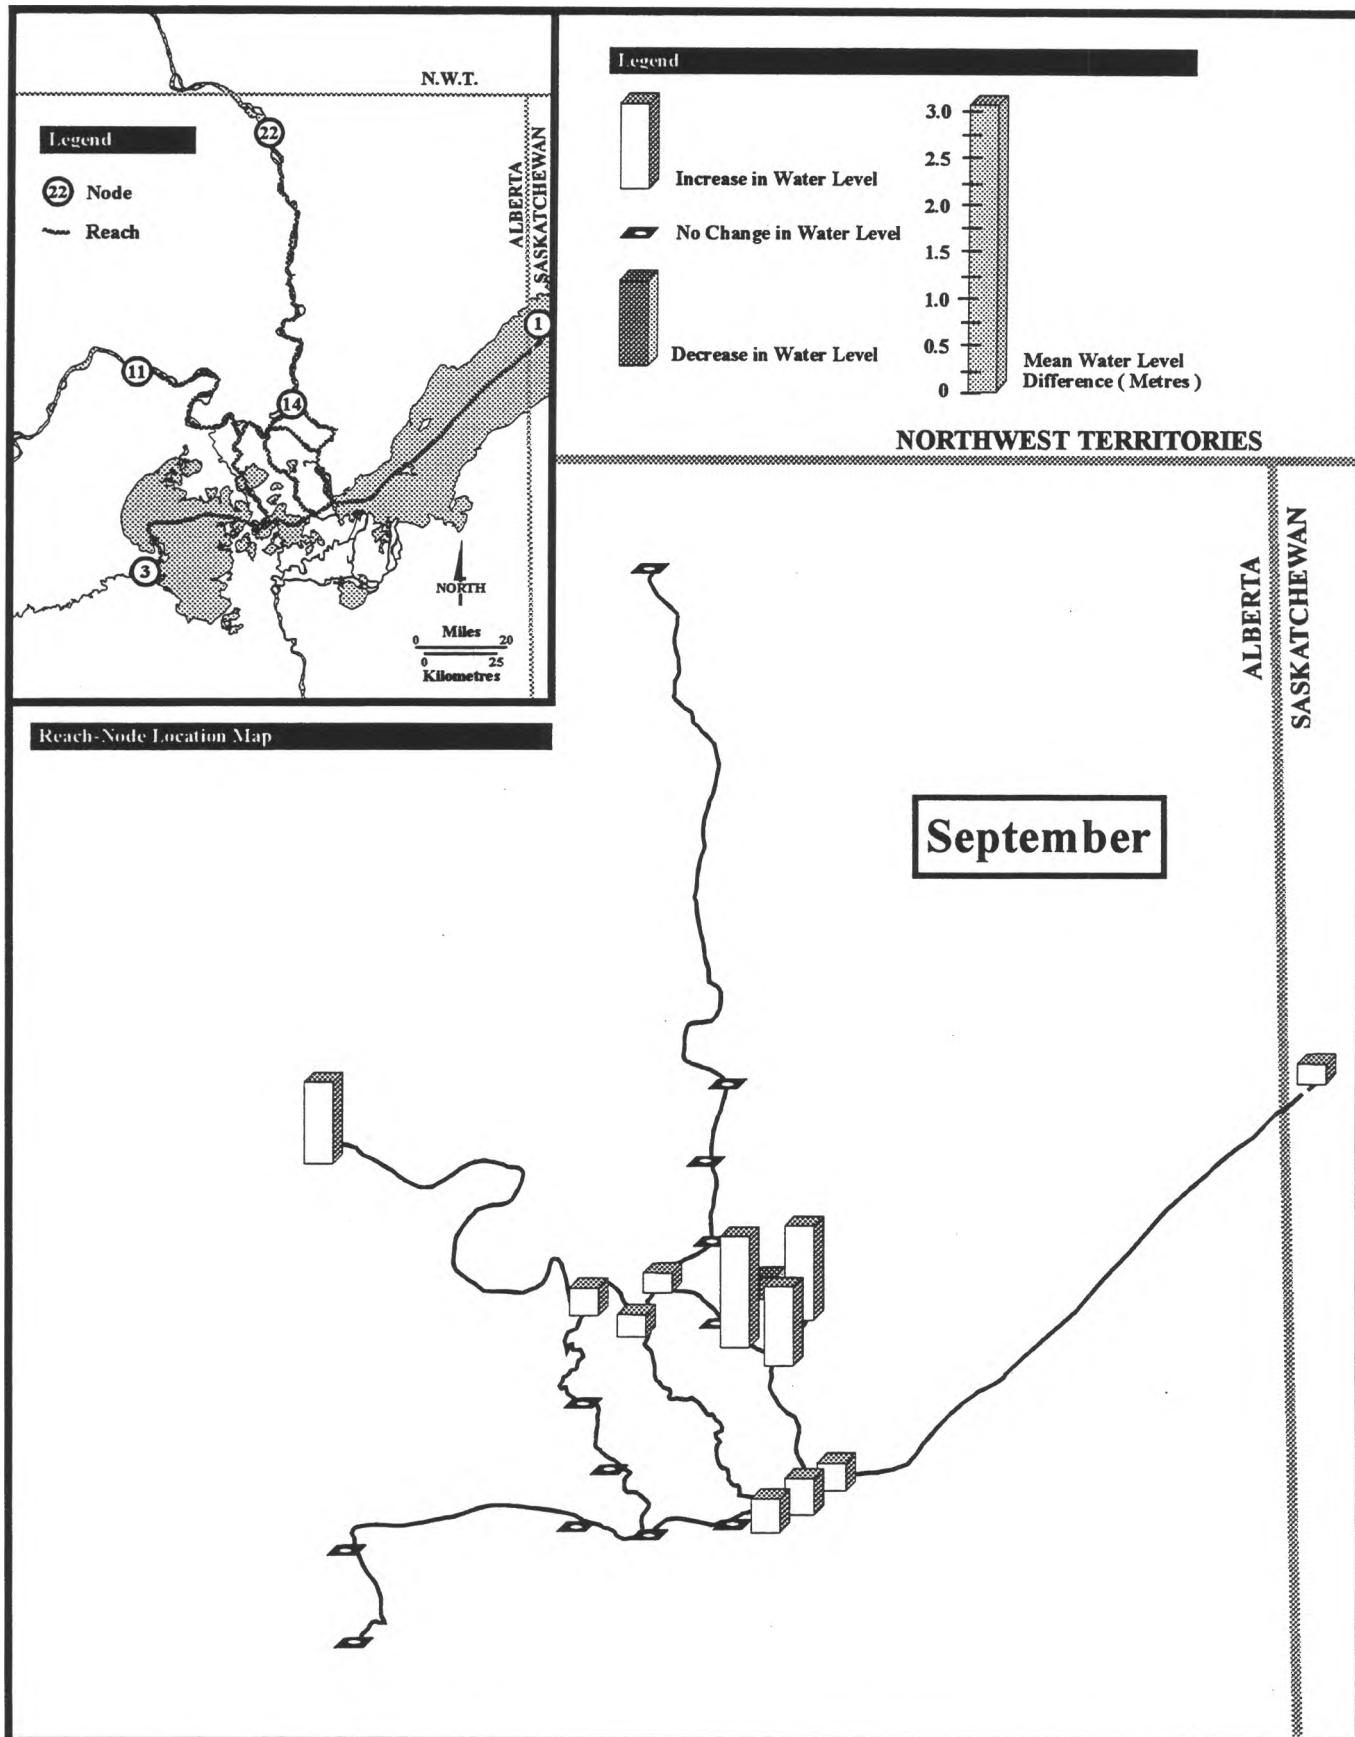 N.W.T.
Legend
22 Node
Reach
ALBERTA
SASKATCHEWAN
22
1
11
14
3
NORTH
Miles
0 20
0 25
Kilometres
Reach-Node Location Map
Legend
Increase in Water Level
No Change in Water Level
Decrease in Water Level
3.0
2.5
2.0
1.5
1.0
0.5
0
Mean Water Level
Difference ( Metres )
NORTHWEST TERRITORIES
ALBERTA
SASKATCHEWAN
September